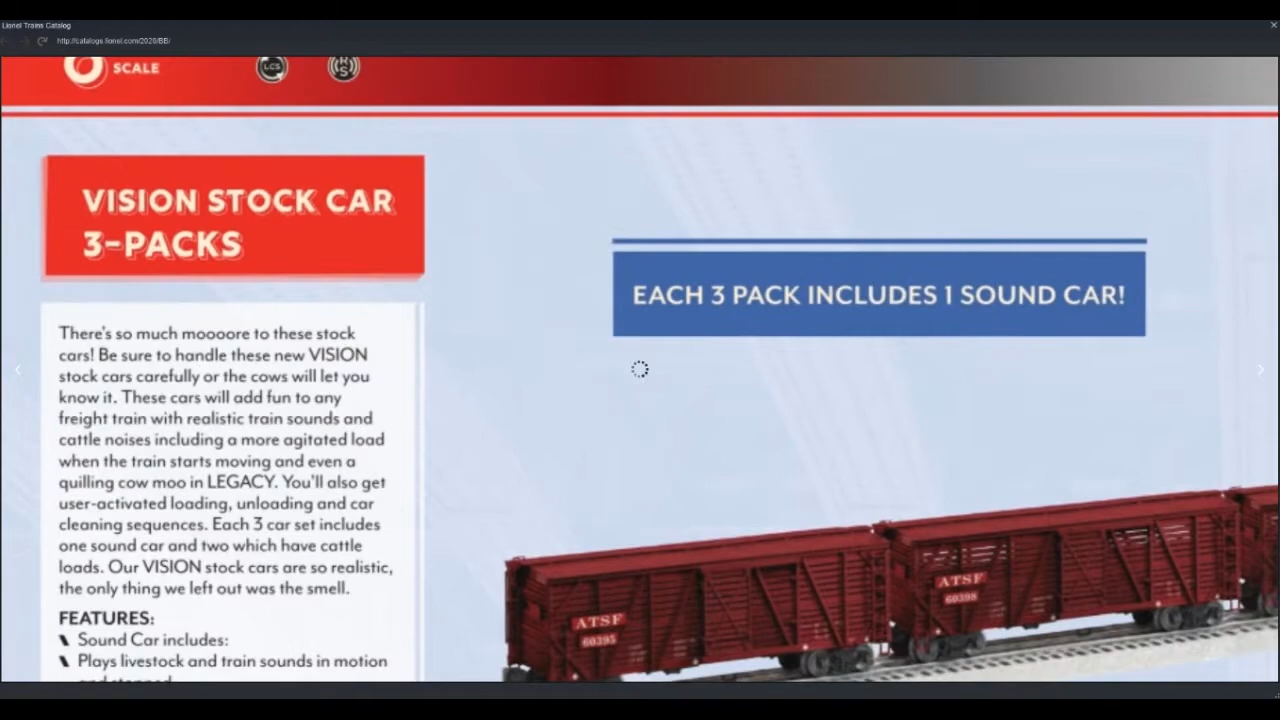 Lionel Trains Catalog
http://catalogs.lionel.com/2020/BB/
O SCALE
LCS
RS
VISION STOCK CAR
3-PACKS
EACH 3 PACK INCLUDES 1 SOUND CAR!
There's so much moooore to these stock
cars! Be sure to handle these new VISION
stock cars carefully or the cows will let you
know it. These cars will add fun to any
freight train with realistic train sounds and
cattle noises including a more agitated load
when the train starts moving and even a
quilling cow moo in LEGACY. You'll also get
user-activated loading, unloading and car
cleaning sequences. Each 3 car set includes
one sound car and two which have cattle
loads. Our VISION stock cars are so realistic,
the only thing we left out was the smell.
FEATURES:
Sound Car includes:
Plays livestock and train sounds in motion
and stopped
ATSF
60395
ATSF
60398